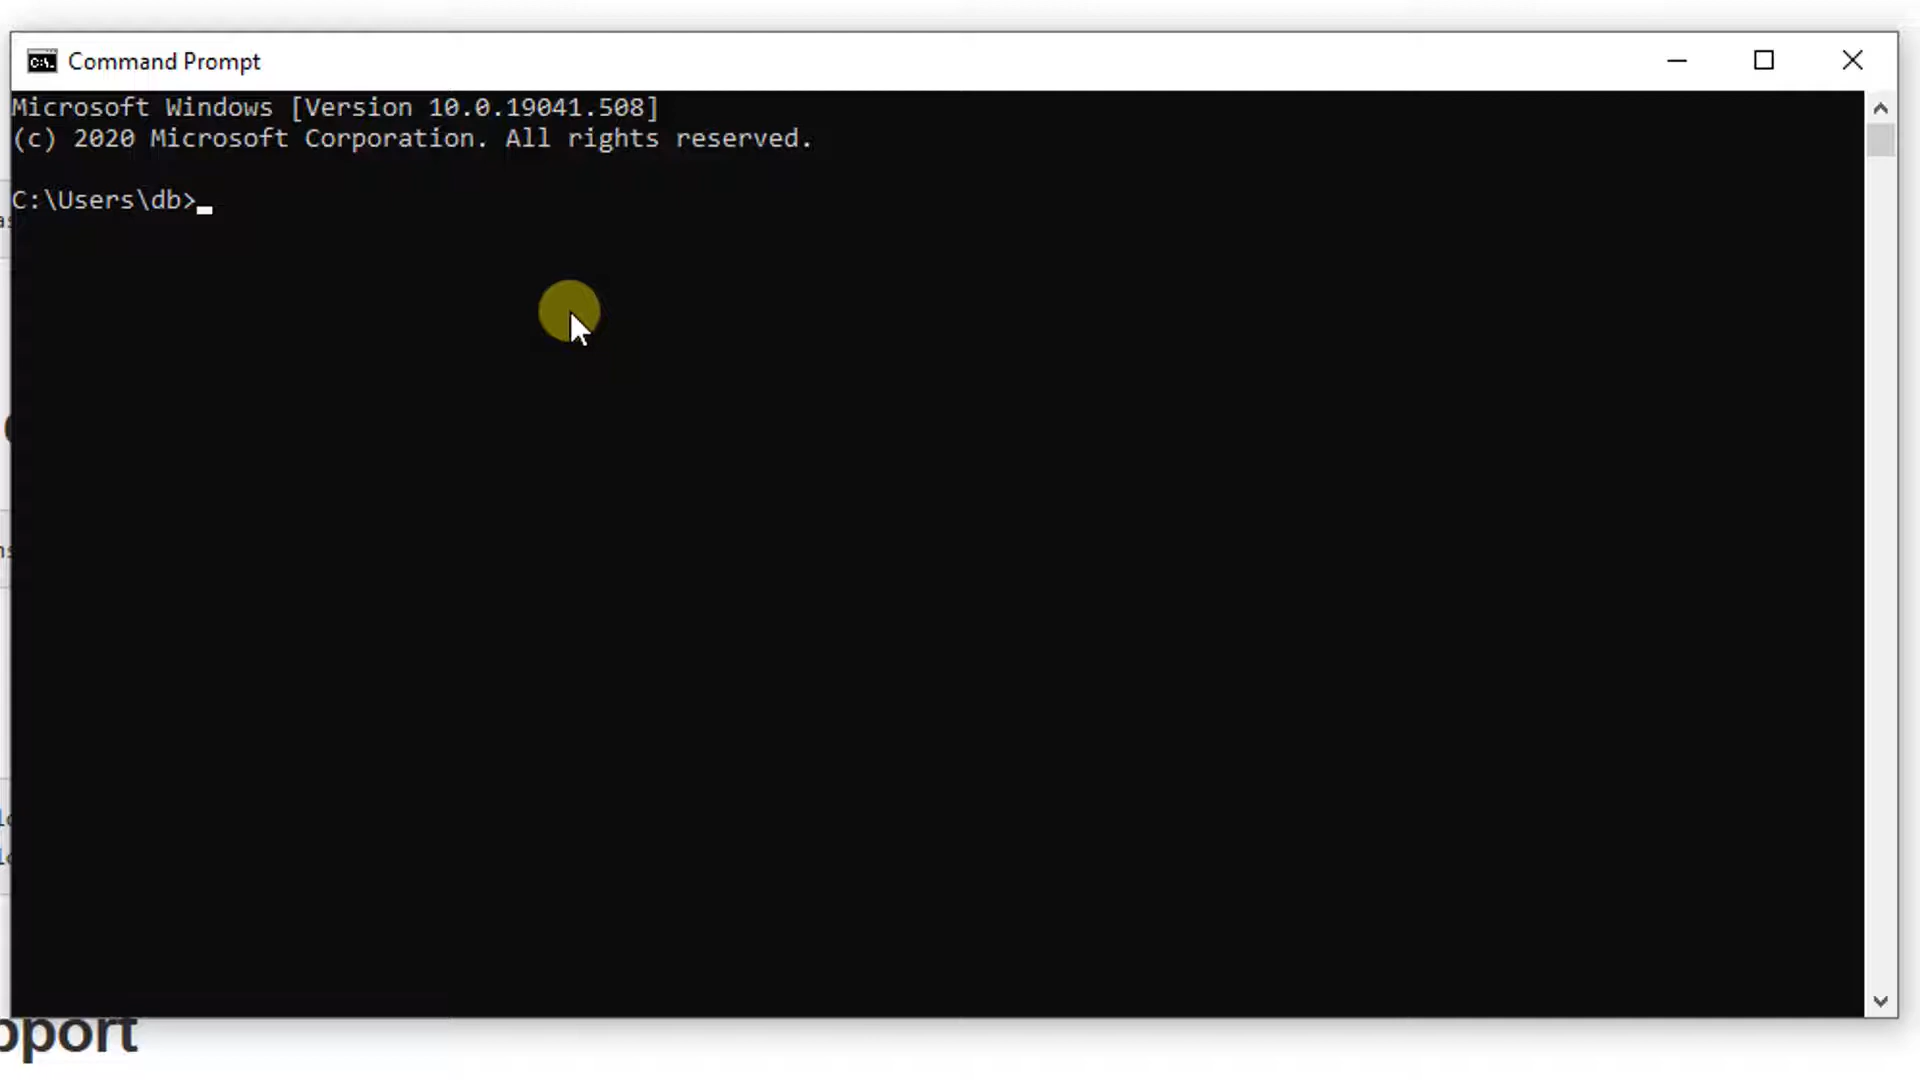 Command Prompt
Microsoft Windows [Version 10.0.19041.508]
(c) 2020 Microsoft Corporation. All rights reserved.
C:\Users\db>
pport